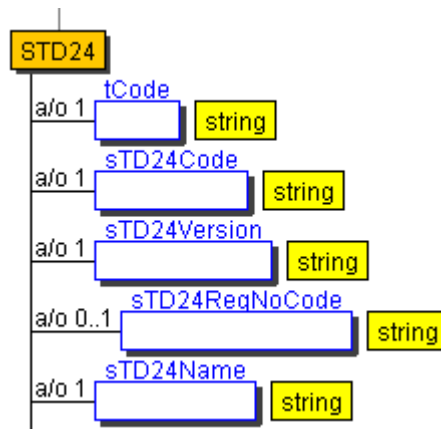 STD24
tCode
a/o 1
string
sTD24Code
a/o 1
string
sTD24Version
a/o 1
string
sTD24RegNoCode
a/o 0..1
string
sTD24Name
a/o 1
string